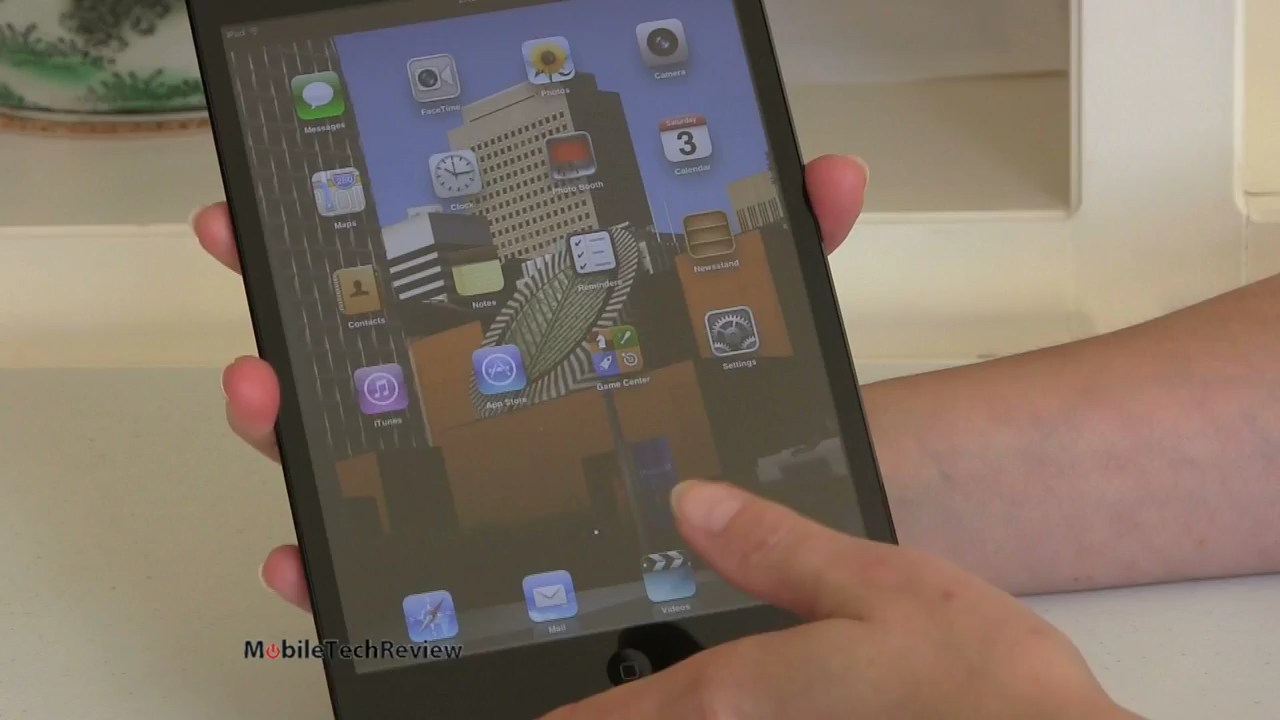 iPad
FaceTime
Photos
Camera
Messages
Saturday
3
Calendar
Clock
Photo Booth
280
Maps
Newsstand
Reminders
Notes
Contacts
Settings
Game Center
App Store
iTunes
Videos
Mail
MobileTechReview